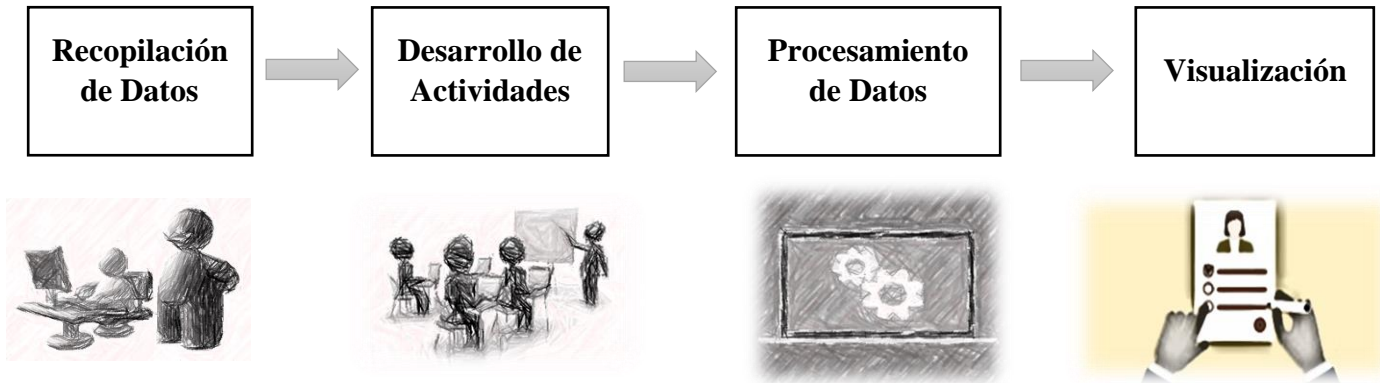 Recopilación
de Datos
Desarrollo de
Actividades
Procesamiento
de Datos
Visualización